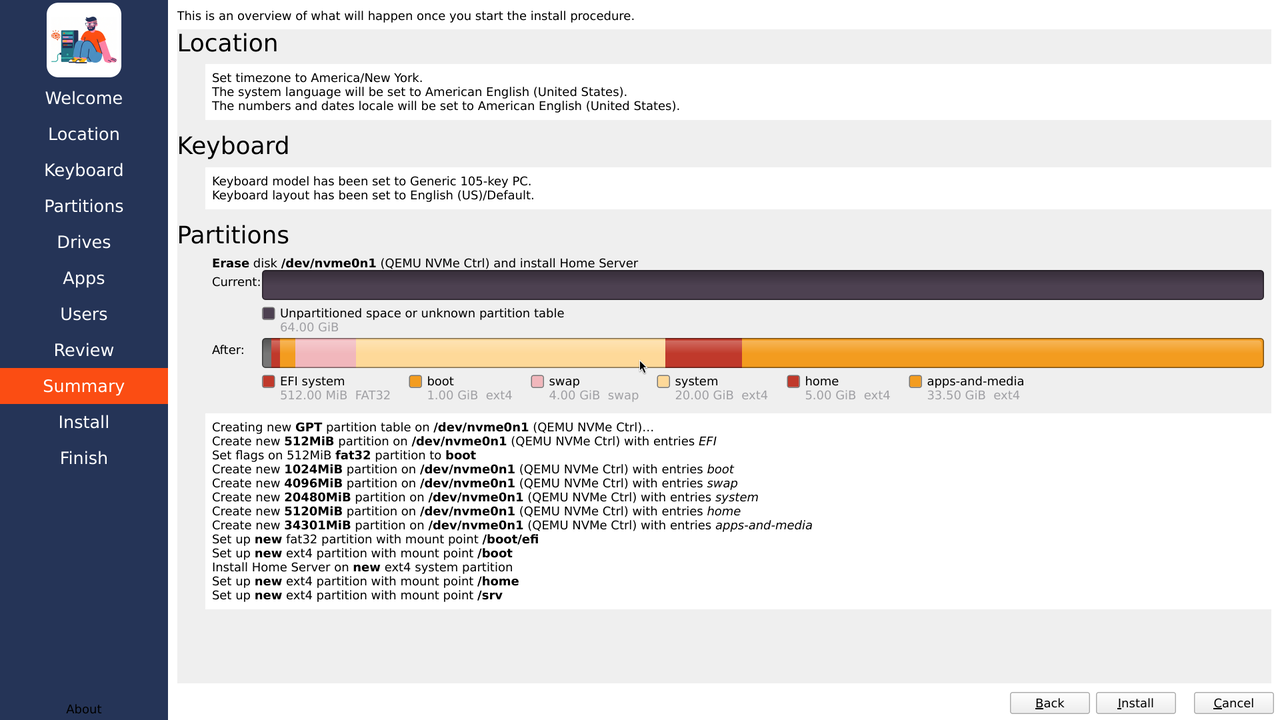 This is an overview of what will happen once you start the install procedure.
Welcome
Location
Keyboard
Partitions
Drives
Apps
Users
Review
Summary
Install
Finish
About
Location
Set timezone to America/New York.
The system language will be set to American English (United States).
The numbers and dates locale will be set to American English (United States).
Keyboard
Keyboard model has been set to Generic 105-key PC.
Keyboard layout has been set to English (US)/Default.
Partitions
Erase disk /dev/nvme0n1 (QEMU NVMe Ctrl) and install Home Server
Current:
Unpartitioned space or unknown partition table
64.00 GiB
After:
EFI system boot swap system home apps-and-media
512.00 MiB FAT32 1.00 GiB ext4 4.00 GiB swap 20.00 GiB ext4 5.00 GiB ext4 33.50 GiB ext4
Creating new GPT partition table on /dev/nvme0n1 (QEMU NVMe Ctrl)…
Create new 512MiB partition on /dev/nvme0n1 (QEMU NVMe Ctrl) with entries EFI
Set flags on 512MiB fat32 partition to boot
Create new 1024MiB partition on /dev/nvme0n1 (QEMU NVMe Ctrl) with entries boot
Create new 4096MiB partition on /dev/nvme0n1 (QEMU NVMe Ctrl) with entries swap
Create new 20480MiB partition on /dev/nvme0n1 (QEMU NVMe Ctrl) with entries system
Create new 5120MiB partition on /dev/nvme0n1 (QEMU NVMe Ctrl) with entries home
Create new 34301MiB partition on /dev/nvme0n1 (QEMU NVMe Ctrl) with entries apps-and-media
Set up new fat32 partition with mount point /boot/efi
Set up new ext4 partition with mount point /boot
Install Home Server on new ext4 system partition
Set up new ext4 partition with mount point /home
Set up new ext4 partition with mount point /srv
Back Install Cancel